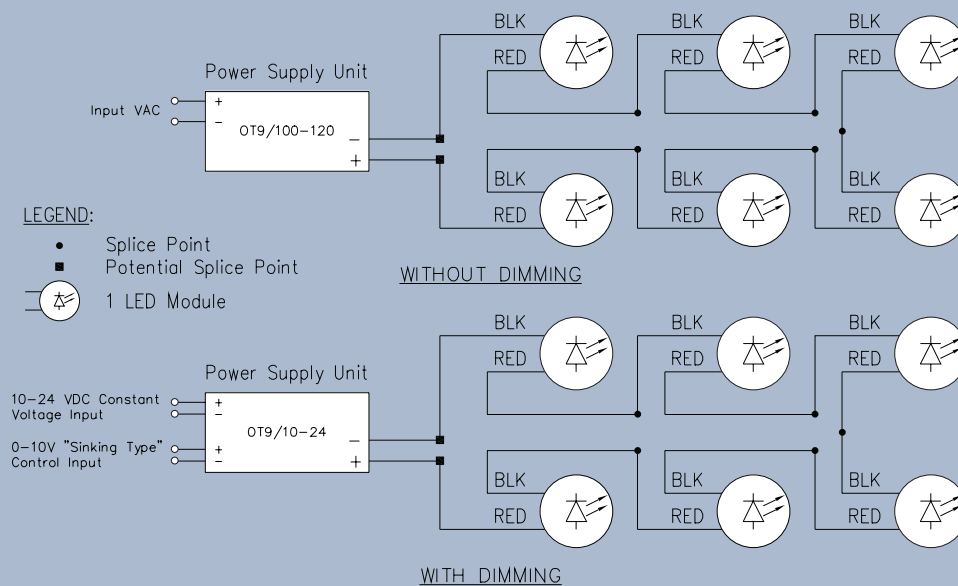 BLK BLK BLK
RED RED RED
Power Supply Unit
Input VAC
+
-
OT9/100-120
-
+
BLK BLK BLK
RED RED RED
LEGEND:
Splice Point
Potential Splice Point
1 LED Module
WITHOUT DIMMING
BLK BLK BLK
RED RED RED
Power Supply Unit
10-24 VDC Constant
Voltage Input
+
-
OT9/10-24
0-10V "Sinking Type"
Control Input
+
-
-
+
BLK BLK BLK
RED RED RED
WITH DIMMING